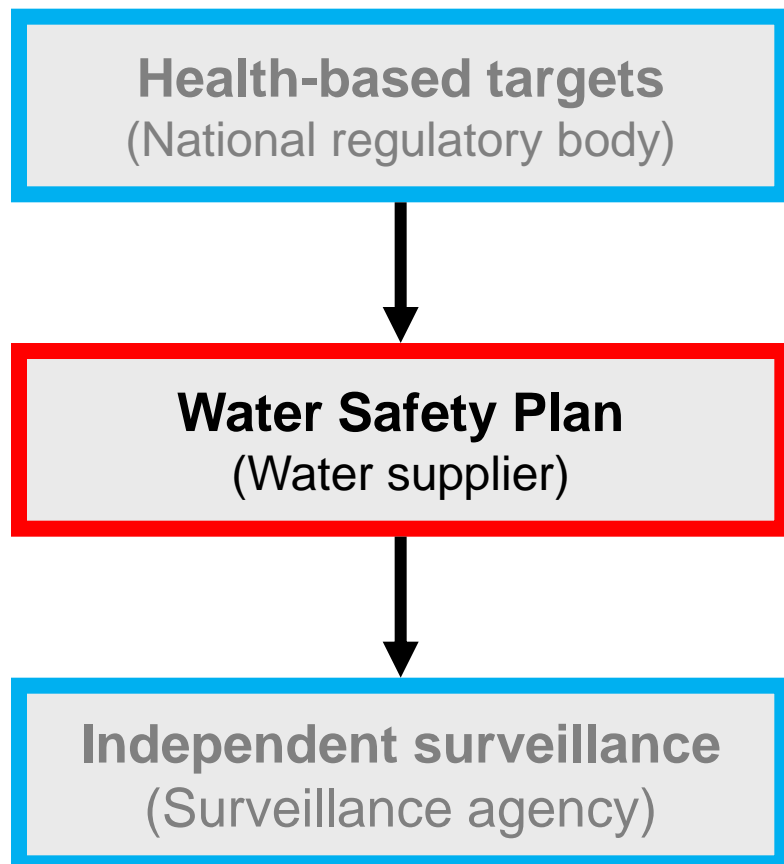 Health-based targets
(National regulatory body)
Water Safety Plan
(Water supplier)
Independent surveillance
(Surveillance agency)